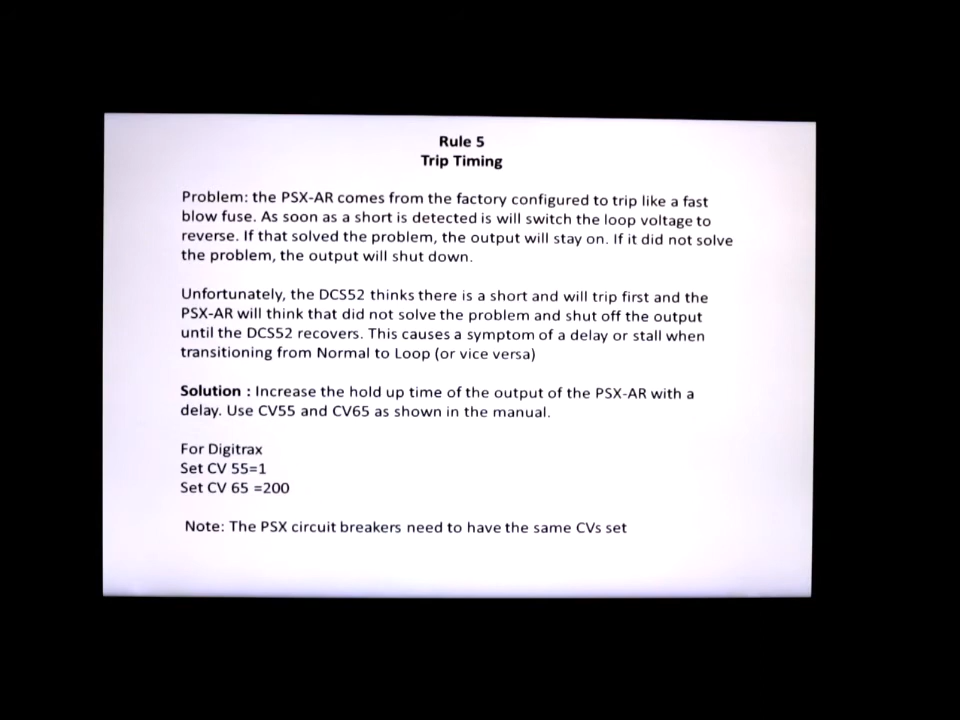 Rule 5
Trip Timing
Problem: the PSX-AR comes from the factory configured to trip like a fast
blow fuse. As soon as a short is detected is will switch the loop voltage to
reverse. If that solved the problem, the output will stay on. If it did not solve
the problem, the output will shut down.
Unfortunately, the DCS52 thinks there is a short and will trip first and the
PSX-AR will think that did not solve the problem and shut off the output
until the DCS52 recovers. This causes a symptom of a delay or stall when
transitioning from Normal to Loop (or vice versa)
Solution : Increase the hold up time of the output of the PSX-AR with a
delay. Use CV55 and CV65 as shown in the manual.
For Digitrax
Set CV 55=1
Set CV 65 =200
Note: The PSX circuit breakers need to have the same CVs set